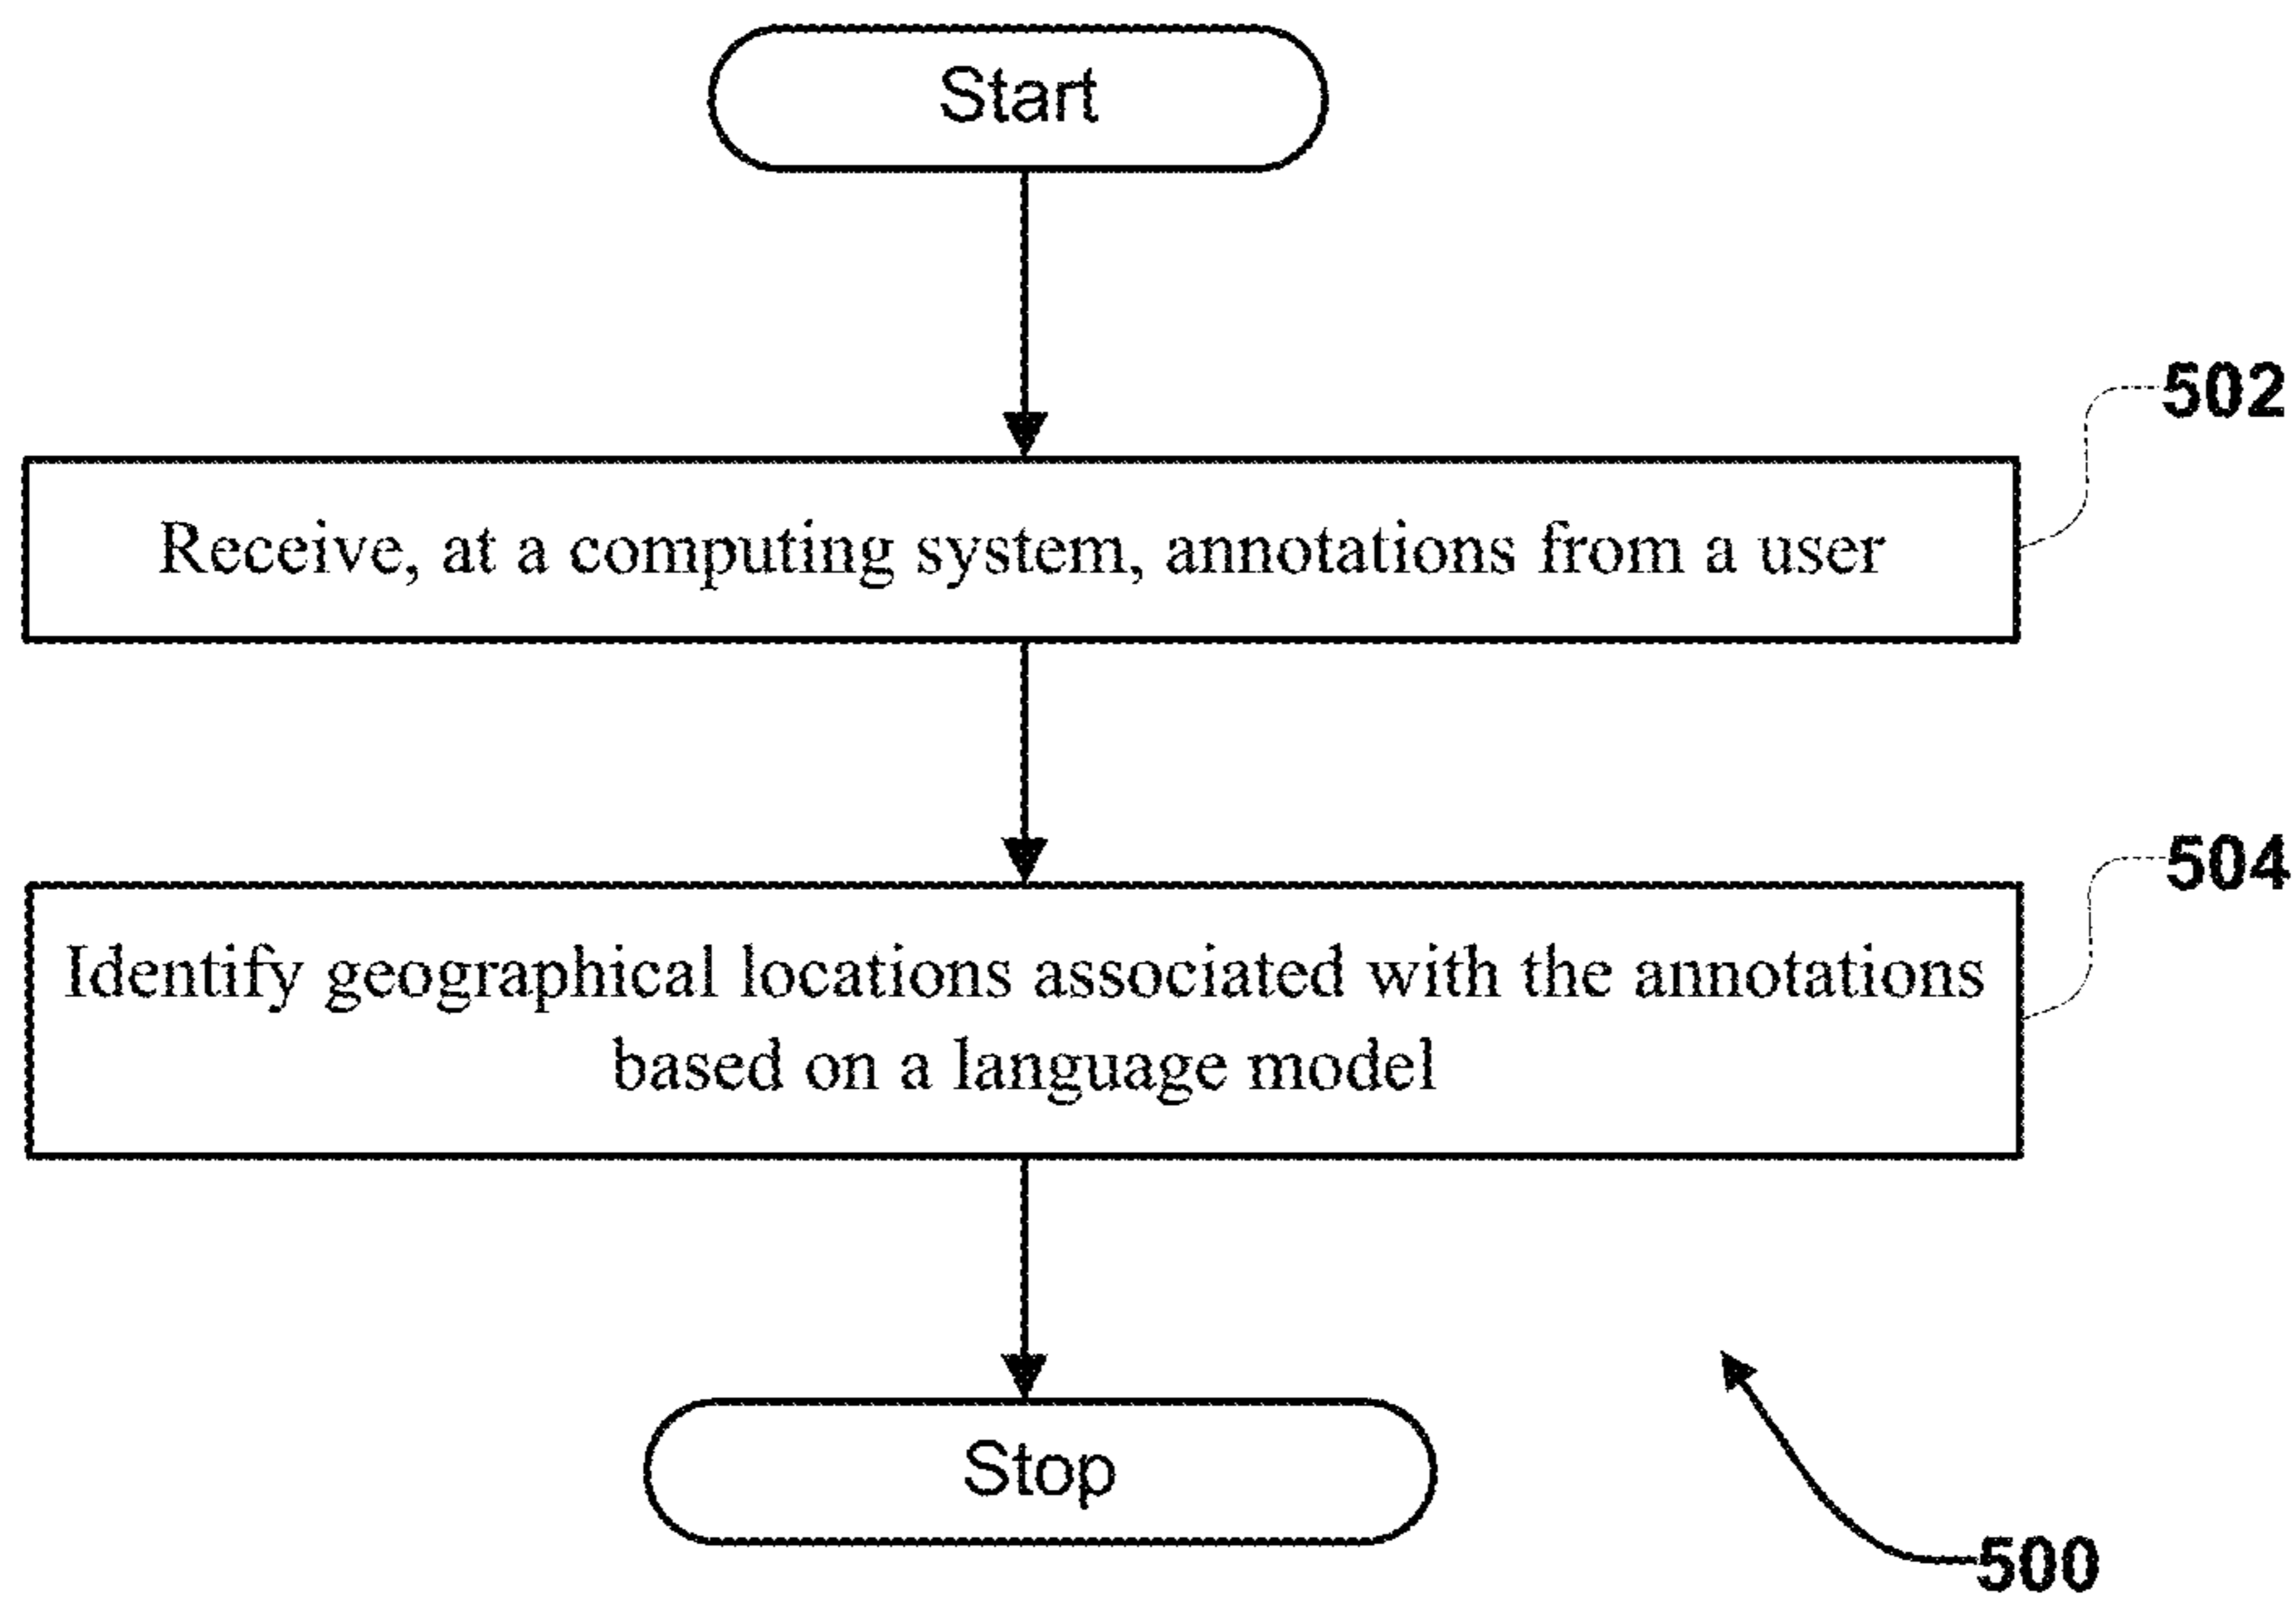 Start
502
Receive, at a computing system, annotations from a user
504
Identify geographical locations associated with the annotations
based on a language model
Stop
500